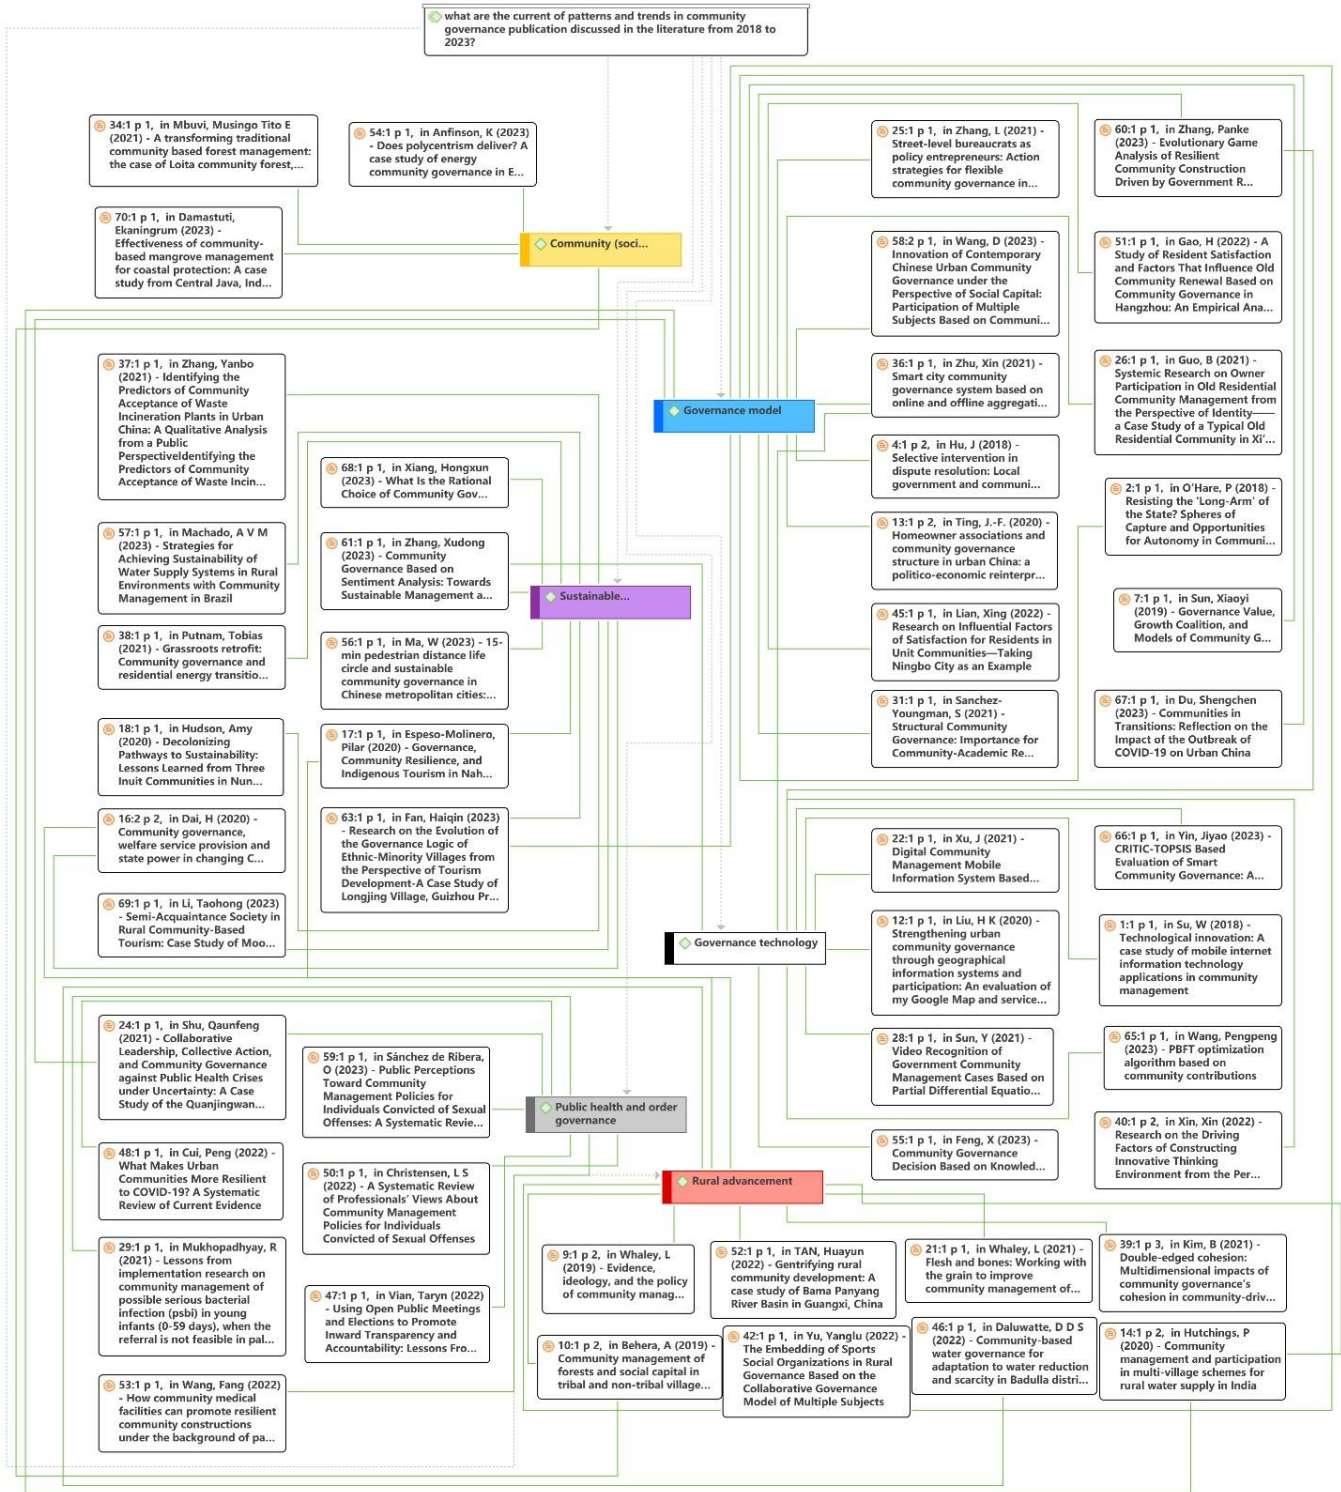 what are the current of patterns and trends in community
governance publication discussed in the literature from 2018 to
2023?
34:1 p 1, in Mbuvi, Musingo Tito E
(2021) - A transforming traditional
community based forest management:
the case of Loita community forest,...
54:1 p 1, in Anfinson, K (2023)
- Does polycentrism deliver? A
case study of energy
community governance in E...
70:1 p 1, in Damastuti,
Ekaningrum (2023) -
Effectiveness of community-
based mangrove management
for coastal protection: A case
study from Central Java, Ind...
Community (soci...
25:1 p 1, in Zhang, L (2021) -
Street-level bureaucrats as
policy entrepreneurs: Action
strategies for flexible
community governance in...
60:1 p 1, in Zhang, Panke
(2023) - Evolutionary Game
Analysis of Resilient
Community Construction
Driven by Government R...
58:2 p 1, in Wang, D (2023) -
Innovation of Contemporary
Chinese Urban Community
Governance under the
Perspective of Social Capital:
Participation of Multiple
Subjects Based on Communi...
51:1 p 1, in Gao, H (2022) - A
Study of Resident Satisfaction
and Factors That Influence Old
Community Renewal Based on
Community Governance in
Hangzhou: An Empirical Ana...
36:1 p 1, in Zhu, Xin (2021) -
Smart city community
governance system based on
online and offline aggregati...
26:1 p 1, in Guo, B (2021) -
Systemic Research on Owner
Participation in Old Residential
Community Management from
the Perspective of Identity——
a Case Study of a Typical Old
Residential Community in Xi'...
Governance model
4:1 p 2, in Hu, J (2018) -
Selective intervention in
dispute resolution: Local
government and communi...
2:1 p 1, in O'Hare, P (2018) -
Resisting the 'Long-Arm' of
the State? Spheres of
Capture and Opportunities
for Autonomy in Communi...
13:1 p 2, in Ting, J.-F. (2020) -
Homeowner associations and
community governance
structure in urban China: a
politico-economic reinterpr...
7:1 p 1, in Sun, Xiaoyi
(2019) - Governance Value,
Growth Coalition, and
Models of Community G...
45:1 p 1, in Lian, Xing (2022) -
Research on Influential Factors
of Satisfaction for Residents in
Unit Communities—Taking
Ningbo City as an Example
31:1 p 1, in Sanchez-
Youngman, S (2021) -
Structural Community
Governance: Importance for
Community-Academic Re...
67:1 p 1, in Du, Shengchen
(2023) - Communities in
Transitions: Reflection on the
Impact of the Outbreak of
COVID-19 on Urban China
37:1 p 1, in Zhang, Yanbo
(2021) - Identifying the
Predictors of Community
Acceptance of Waste
Incineration Plants in Urban
China: A Qualitative Analysis
from a Public
PerspectiveIdentifying the
Predictors of Community
Acceptance of Waste Incin...
68:1 p 1, in Xiang, Hongxun
(2023) - What Is the Rational
Choice of Community Gov...
57:1 p 1, in Machado, A V M
(2023) - Strategies for
Achieving Sustainability of
Water Supply Systems in Rural
Environments with Community
Management in Brazil
61:1 p 1, in Zhang, Xudong
(2023) - Community
Governance Based on
Sentiment Analysis: Towards
Sustainable Management a...
Sustainable...
38:1 p 1, in Putnam, Tobias
(2021) - Grassroots retrofit:
Community governance and
residential energy transitio...
56:1 p 1, in Ma, W (2023) - 15-
min pedestrian distance life
circle and sustainable
community governance in
Chinese metropolitan cities:...
18:1 p 1, in Hudson, Amy
(2020) - Decolonizing
Pathways to Sustainability:
Lessons Learned from Three
Inuit Communities in Nun...
17:1 p 1, in Espeso-Molinero,
Pilar (2020) - Governance,
Community Resilience, and
Indigenous Tourism in Nah...
16:2 p 2, in Dai, H (2020) -
Community governance,
welfare service provision and
state power in changing C...
63:1 p 1, in Fan, Haiqin (2023)
- Research on the Evolution of
the Governance Logic of
Ethnic-Minority Villages from
the Perspective of Tourism
Development-A Case Study of
Longjing Village, Guizhou Pr...
69:1 p 1, in Li, Taohong (2023)
- Semi-Acquaintance Society in
Rural Community-Based
Tourism: Case Study of Moo...
22:1 p 1, in Xu, J (2021) -
Digital Community
Management Mobile
Information System Based...
66:1 p 1, in Yin, Jiyao (2023) -
CRITIC-TOPSIS Based
Evaluation of Smart
Community Governance: A...
Governance technology
12:1 p 1, in Liu, H K (2020) -
Strengthening urban
community governance
through geographical
information systems and
participation: An evaluation of
my Google Map and service...
1:1 p 1, in Su, W (2018) -
Technological innovation: A
case study of mobile internet
information technology
applications in community
management
28:1 p 1, in Sun, Y (2021) -
Video Recognition of
Government Community
Management Cases Based on
Partial Differential Equatio...
65:1 p 1, in Wang, Pengpeng
(2023) - PBFT optimization
algorithm based on
community contributions
55:1 p 1, in Feng, X (2023) -
Community Governance
Decision Based on Knowled...
40:1 p 2, in Xin, Xin (2022) -
Research on the Driving
Factors of Constructing
Innovative Thinking
Environment from the Per...
24:1 p 1, in Shu, Qaunfeng
(2021) - Collaborative
Leadership, Collective Action,
and Community Governance
against Public Health Crises
under Uncertainty: A Case
Study of the Quanjingwan...
59:1 p 1, in Sánchez de Ribera,
O (2023) - Public Perceptions
Toward Community
Management Policies for
Individuals Convicted of Sexual
Offenses: A Systematic Revie...
Public health and order
governance
48:1 p 1, in Cui, Peng (2022) -
What Makes Urban
Communities More Resilient
to COVID-19? A Systematic
Review of Current Evidence
50:1 p 1, in Christensen, L S
(2022) - A Systematic Review
of Professionals' Views About
Community Management
Policies for Individuals
Convicted of Sexual Offenses
29:1 p 1, in Mukhopadhyay, R
(2021) - Lessons from
implementation research on
community management of
possible serious bacterial
infection (psbi) in young
infants (0-59 days), when the
referral is not feasible in pal...
47:1 p 1, in Vian, Taryn (2022)
- Using Open Public Meetings
and Elections to Promote
Inward Transparency and
Accountability: Lessons Fro...
53:1 p 1, in Wang, Fang (2022)
- How community medical
facilities can promote resilient
community constructions
under the background of pa...
Rural advancement
9:1 p 2, in Whaley, L
(2019) - Evidence,
ideology, and the policy
of community manag...
52:1 p 1, in TAN, Huayun
(2022) - Gentrifying rural
community development: A
case study of Bama Panyang
River Basin in Guangxi, China
21:1 p 1, in Whaley, L (2021) -
Flesh and bones: Working with
the grain to improve
community management of...
39:1 p 3, in Kim, B (2021) -
Double-edged cohesion:
Multidimensional impacts of
community governance's
cohesion in community-driv...
10:1 p 2, in Behera, A (2019) -
Community management of
forests and social capital in
tribal and non-tribal village...
42:1 p 1, in Yu, Yanglu (2022) -
The Embedding of Sports
Social Organizations in Rural
Governance Based on the
Collaborative Governance
Model of Multiple Subjects
46:1 p 1, in Daluwatte, D D S
(2022) - Community-based
water governance for
adaptation to water reduction
and scarcity in Badulla distri...
14:1 p 2, in Hutchings, P
(2020) - Community
management and participation
in multi-village schemes for
rural water supply in India